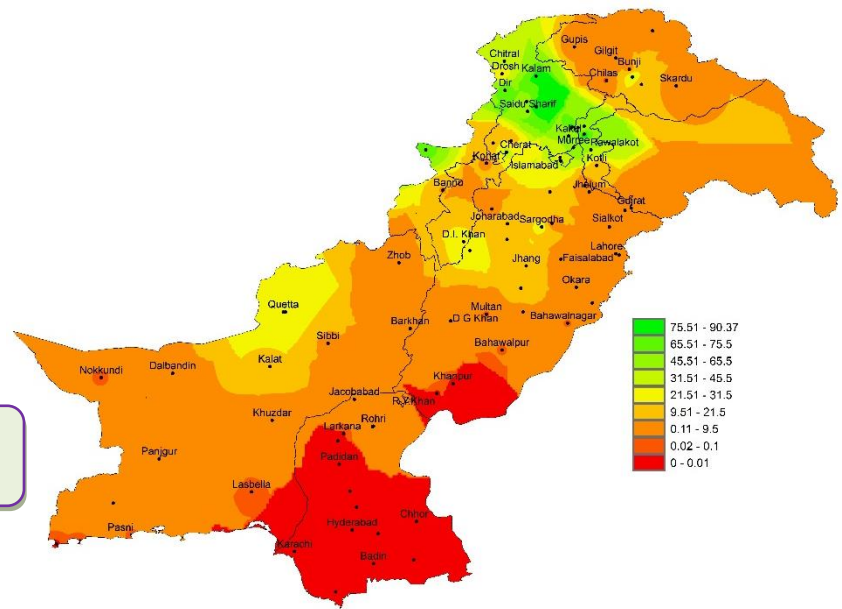 Gupis
Gilgit
Bunji
Chilas
Skardu
Chitral
Drosh
Kalam
Dir
Saidu Sharif
Kakul
Murree
Rawalakot
Cherat
Kohat
Islamabad
Kotli
Bannu
Jhelum
Gujrat
Joharabad
Sargodha
Sialkot
D.I. Khan
Lahore
Faisalabad
Zhob
Jhang
Okara
Quetta
Multan
D G Khan
Bahawalnagar
Barkhan
Sibbi
Bahawalpur
Kalat
Dalbandin
Nokkundi
Khanpur
Jacobabad
R Y Khan
Khuzdar
Rohri
Larkana
Panjgur
Padidan
Lasbella
Pasni
Hyderabad
Chhor
Karachi
Badin
75.51 - 90.37
65.51 - 75.5
45.51 - 65.5
31.51 - 45.5
21.51 - 31.5
9.51 - 21.5
0.11 - 9.5
0.02 - 0.1
0 - 0.01